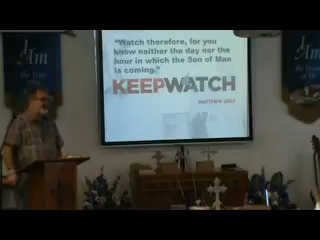 "Watch therefore, for you
know neither the day nor the
hour in which the Son of Man
is coming."
KEEPWATCH
I
Am
I
Am